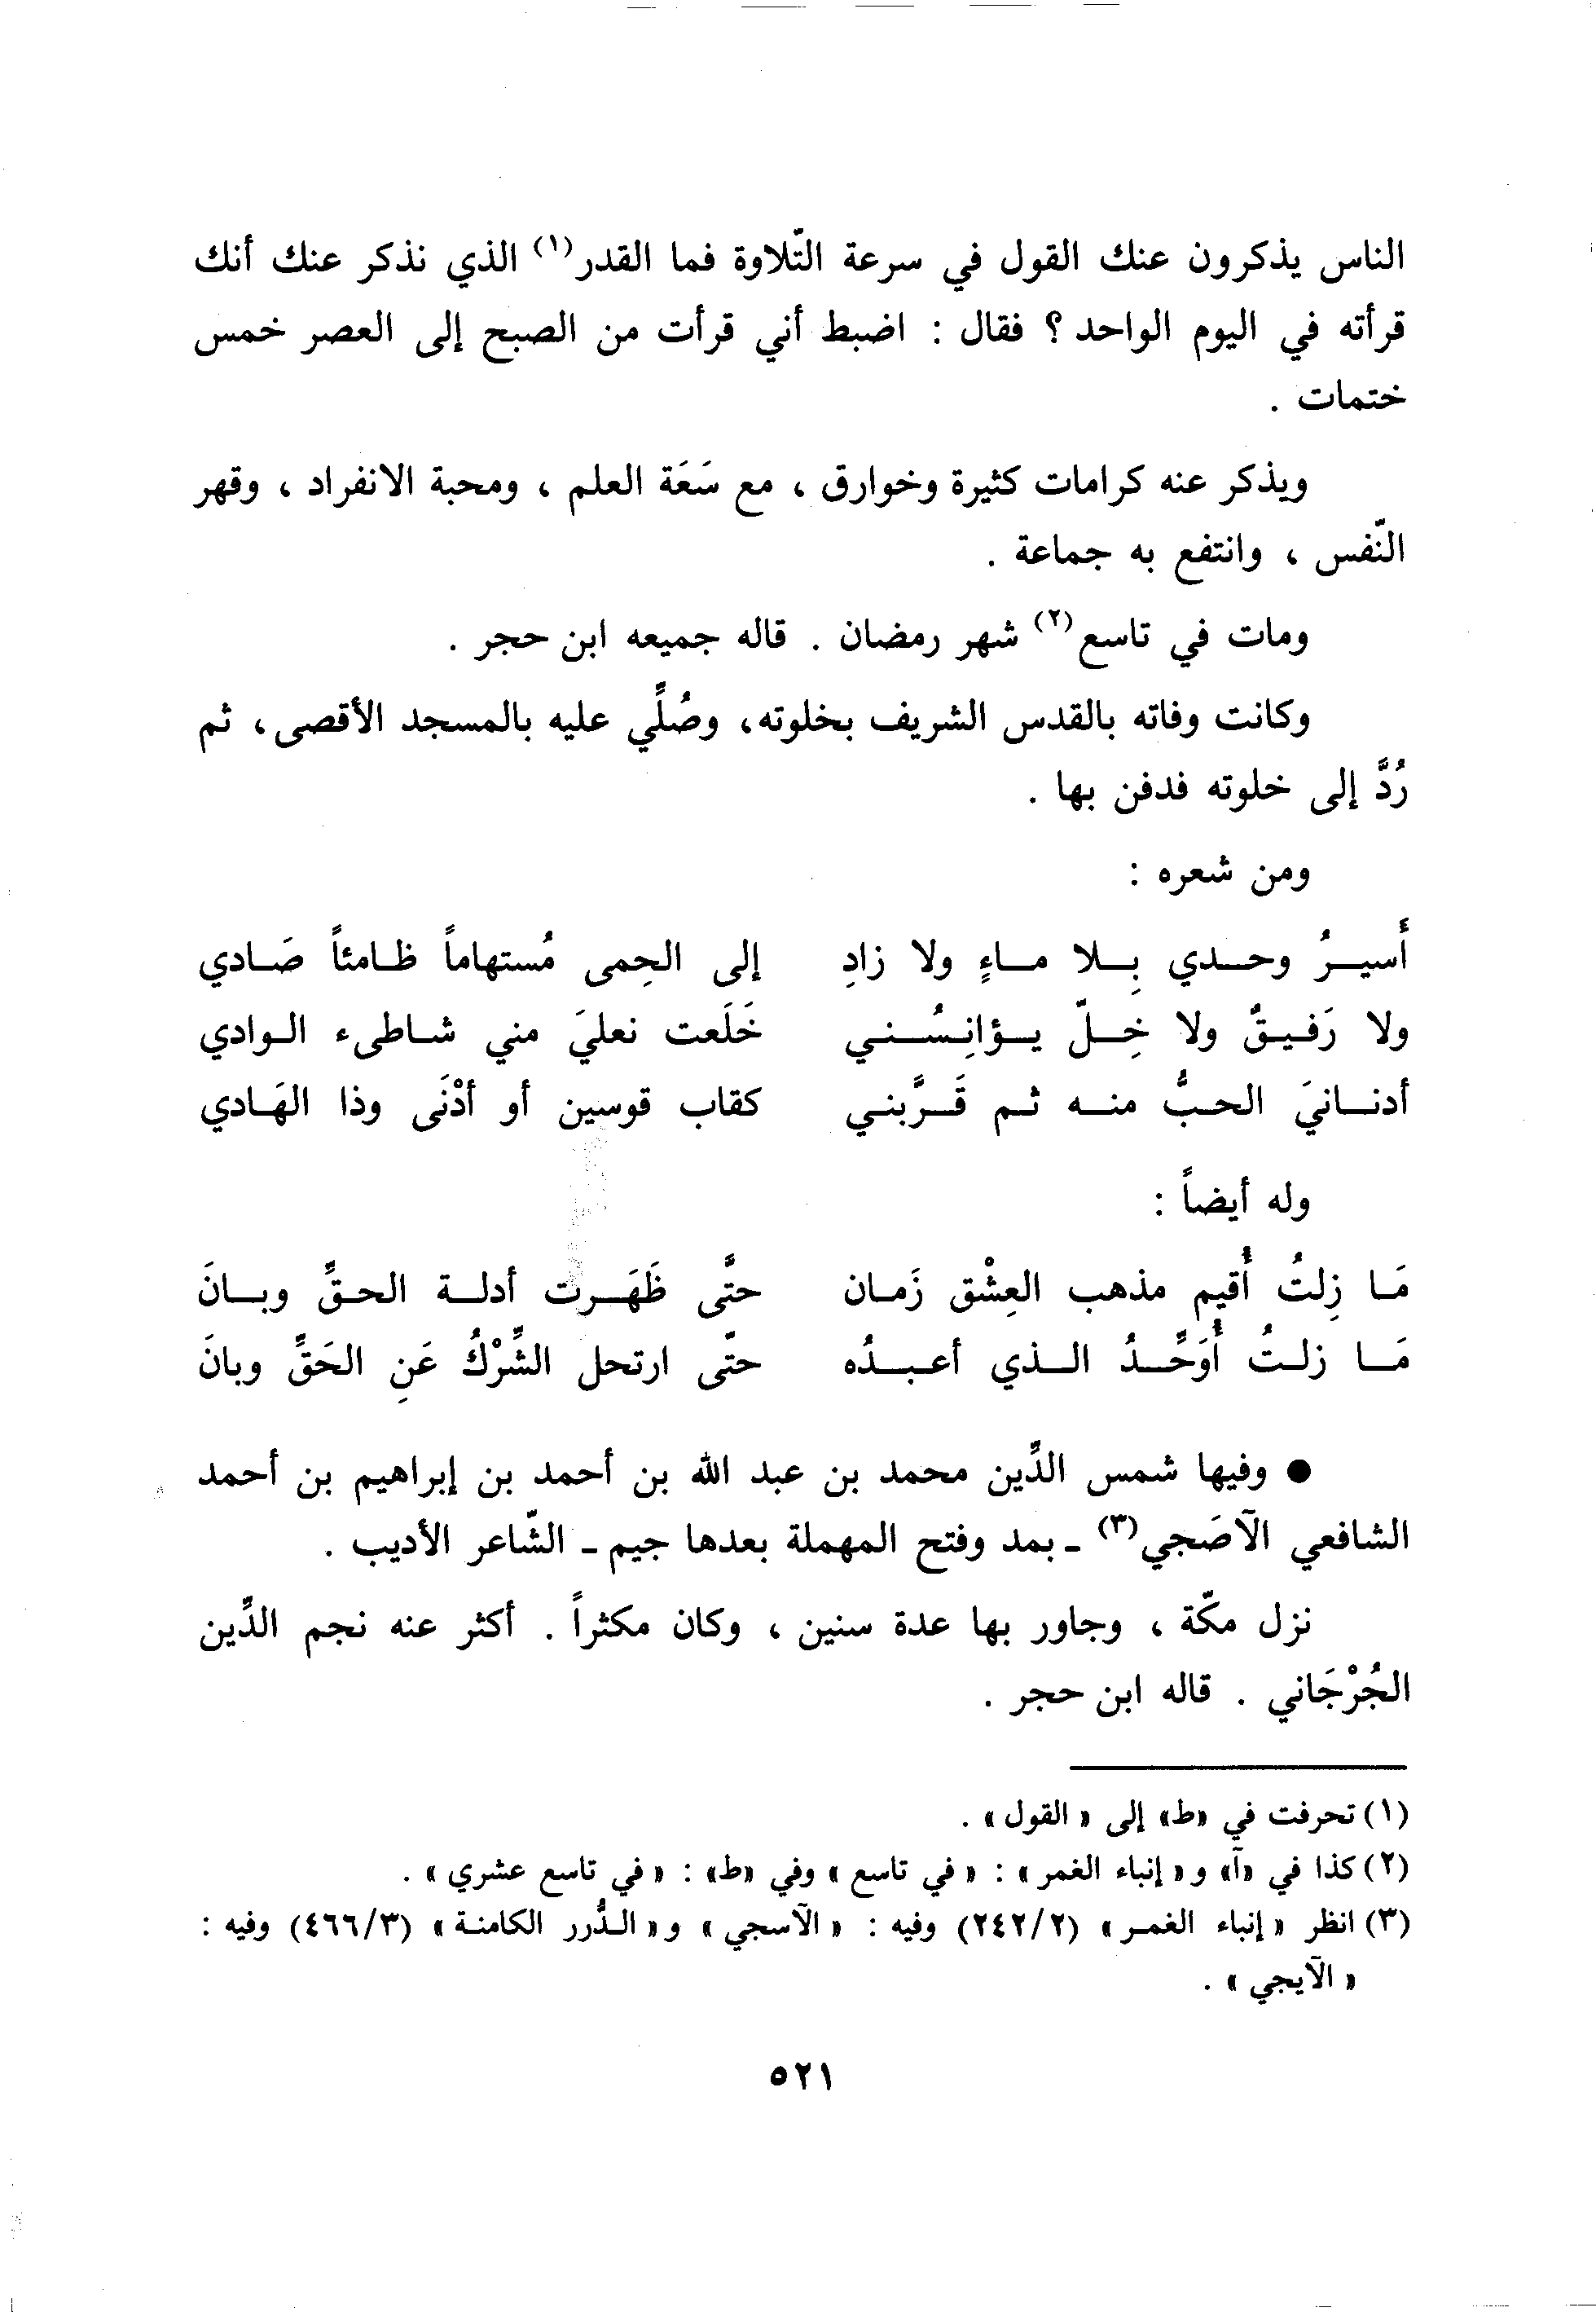 الناس يذكرون عنك القول في سرعة التّلاوة فما القدر(١) الذي نذكر عنك أنك
قرأته في اليوم الواحد ؟ فقال : اضبط أني قرأت من الصبح إلى العصر خمس
ختمات .
ويذكر عنه كرامات كثيرة وخوارق ، مع سَعَة العلم ، ومحبة الانفراد ، وقهر
النّفس ، وانتفع به جماعة .
ومات في تاسع(٢) شهر رمضان . قاله جميعه ابن حجر .
وكانت وفاته بالقدس الشريف بخلوته، وصُلِّي عليه بالمسجد الأقصى، ثم
رُدَّ إلى خلوته فدفن بها .
ومن شعره :
أَسيرُ وحدي بِلا ماءٍ ولا زادِ إلى الحِمى مُستهاماً ظامئاً صَادي
ولا رَفيقٌ ولا خِلّ يؤانِسُني خَلَعت نعليَ مني شاطىء الوادي
أدنانيَ الحبُّ منه ثم قَرَّبني كقاب قوسين أو أدْنَى وذا الهَادي
وله أيضاً :
مَا زِلتُ أُقيم مذهب العِشْق زَمان حتَّى ظَهَرت أدلة الحقِّ وبانَ
مَا زلتُ أُوَحِّدُ الذي أعبدُه حتّى ارتحل الشِّرْكُ عَنِ الحَقِّ وبانَ
● وفيها شمس الدِّين محمد بن عبد الله بن أحمد بن إبراهيم بن أحمد
الشافعي الآصَجي(٣) ـ بمد وفتح المهملة بعدها جيم ـ الشّاعر الأديب .
نزل مكّة ، وجاور بها عدة سنين ، وكان مكثراً . أكثر عنه نجم الدِّين
الجُرْجَاني . قاله ابن حجر .
(١) تحرفت في «ط» إلى « القول » .
(٢) كذا في «آ» و« إنباء الغمر » : « في تاسع » وفي «ط» : « في تاسع عشري » .
(٣) انظر « إنباء الغمر » (٢/٢٤٢) وفيه : « الآسجي » و« الدُّرر الكامنة » (٣/٤٦٦) وفيه :
« الآيجي » .
٥٢١